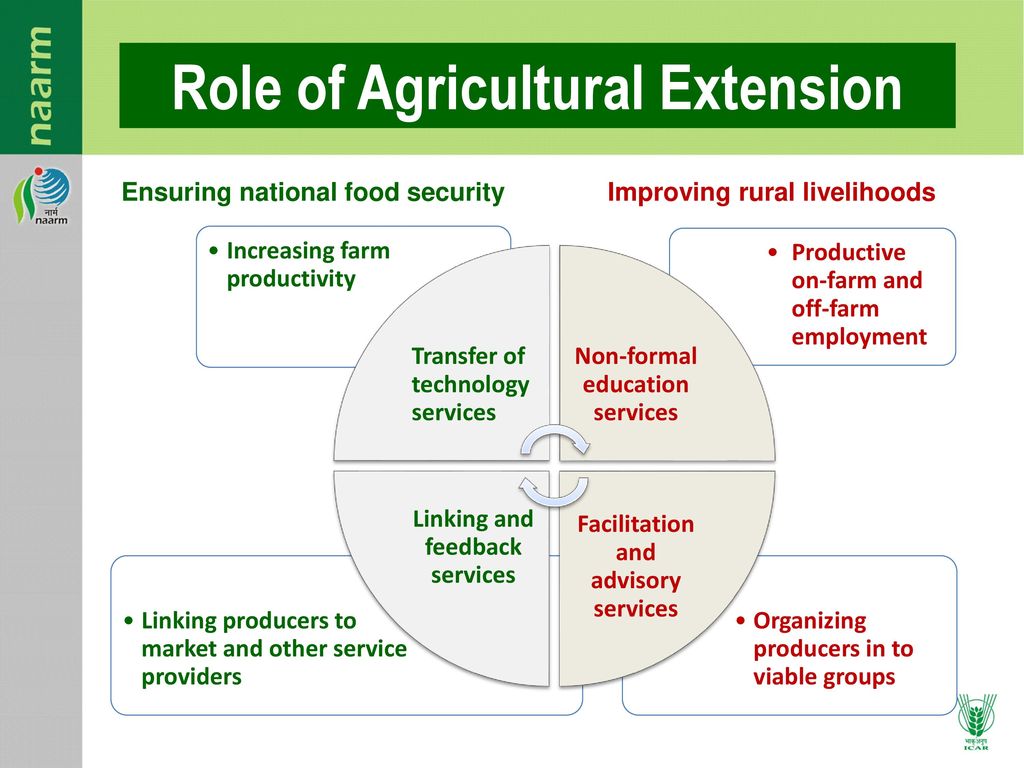 naarm
Role of Agricultural Extension
नार्म
naarm
Ensuring national food security
Improving rural livelihoods
• Increasing farm
productivity
• Productive
on-farm and
off-farm
employment
Transfer of
technology
services
Non-formal
education
services
Linking and
feedback
services
Facilitation
and
advisory
services
• Linking producers to
market and other service
providers
• Organizing
producers in to
viable groups
भाकृअनुप
ICAR